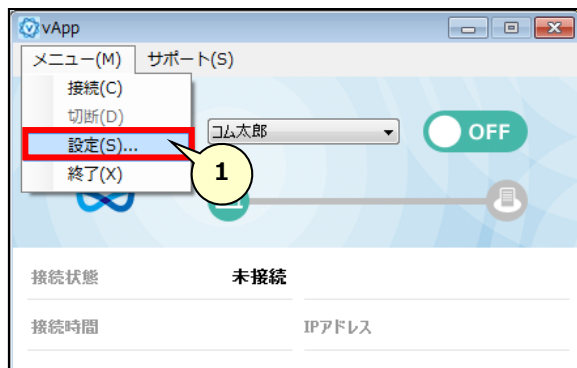 vApp
メニュー(M) サポート(S)
接続(C)
切断(D)
設定(S)...
終了(X)
コム太郎
OFF
1
接続状態 未接続
接続時間 IPアドレス